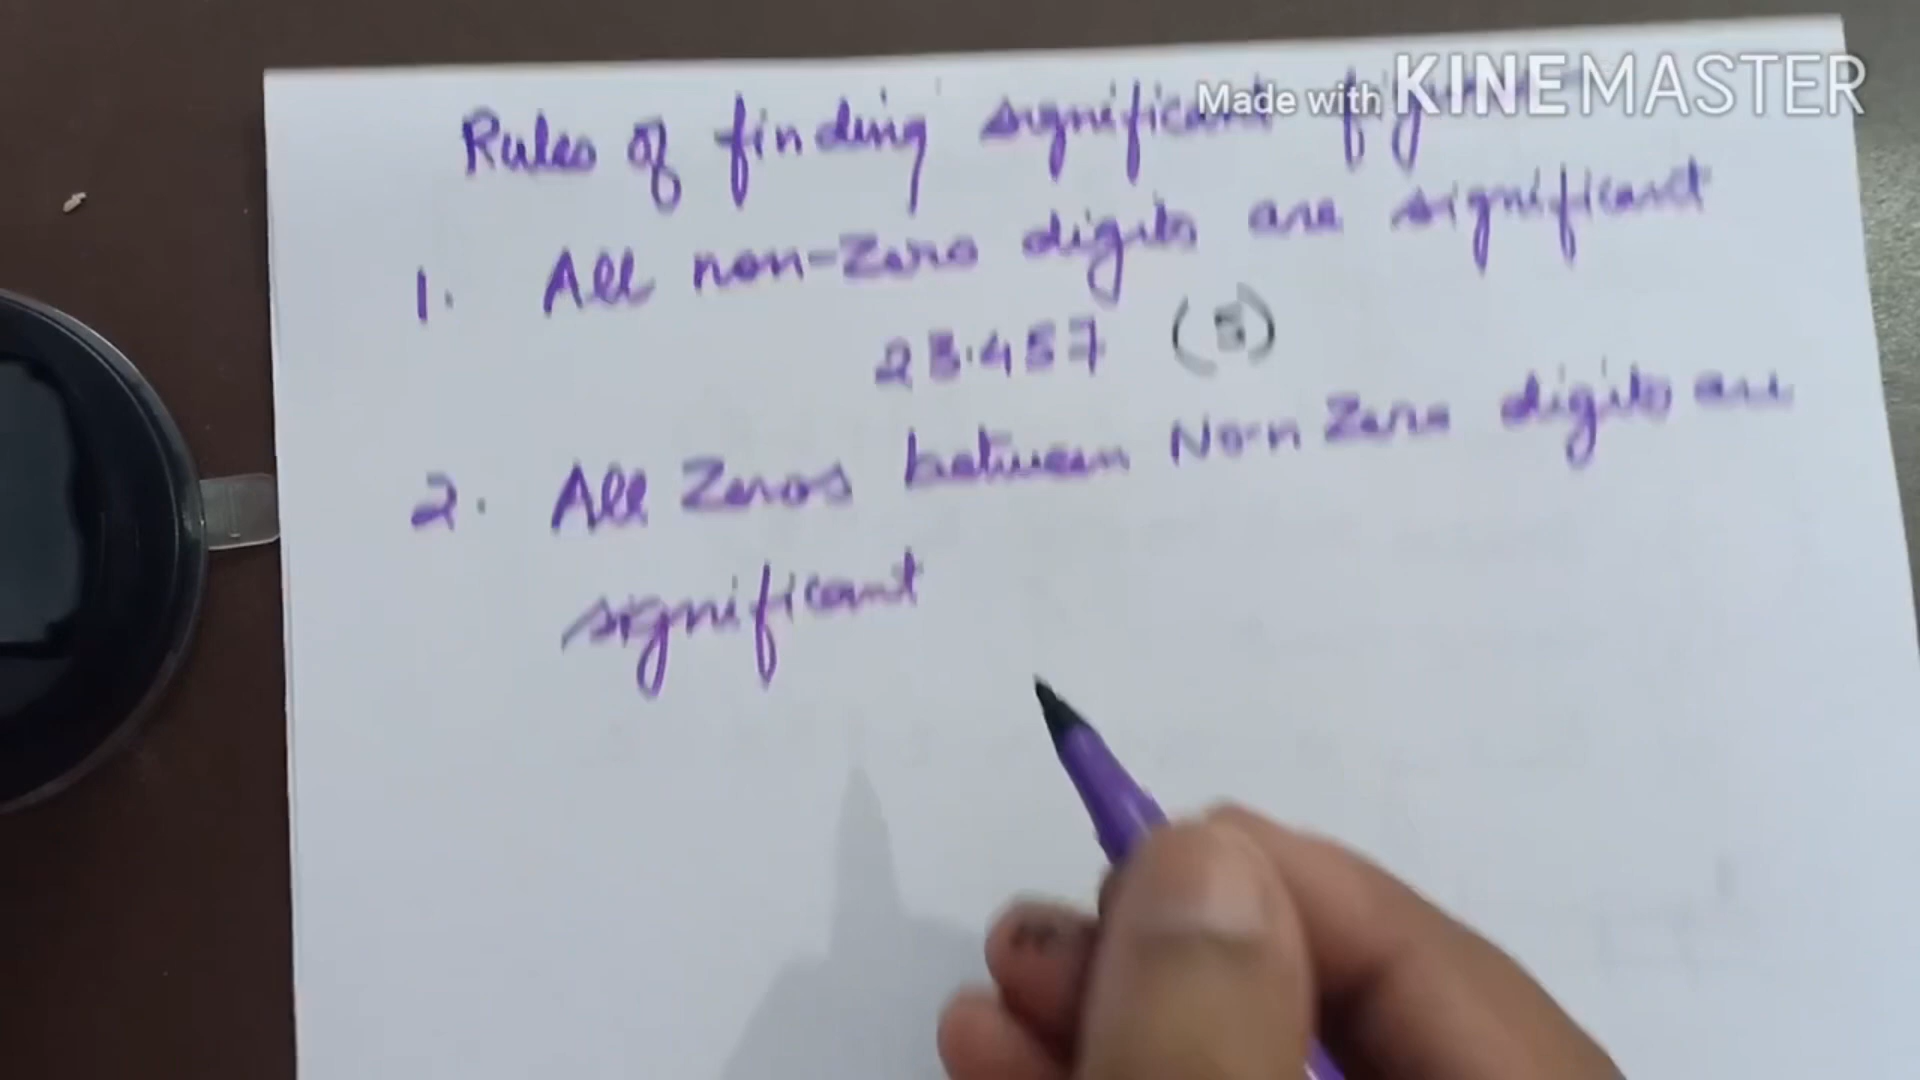 Made with KINEMASTER
Rules of finding significant
1. All non-Zero digits are significant
23.457 (5)
2. All Zeros between Non Zero digits are
significant